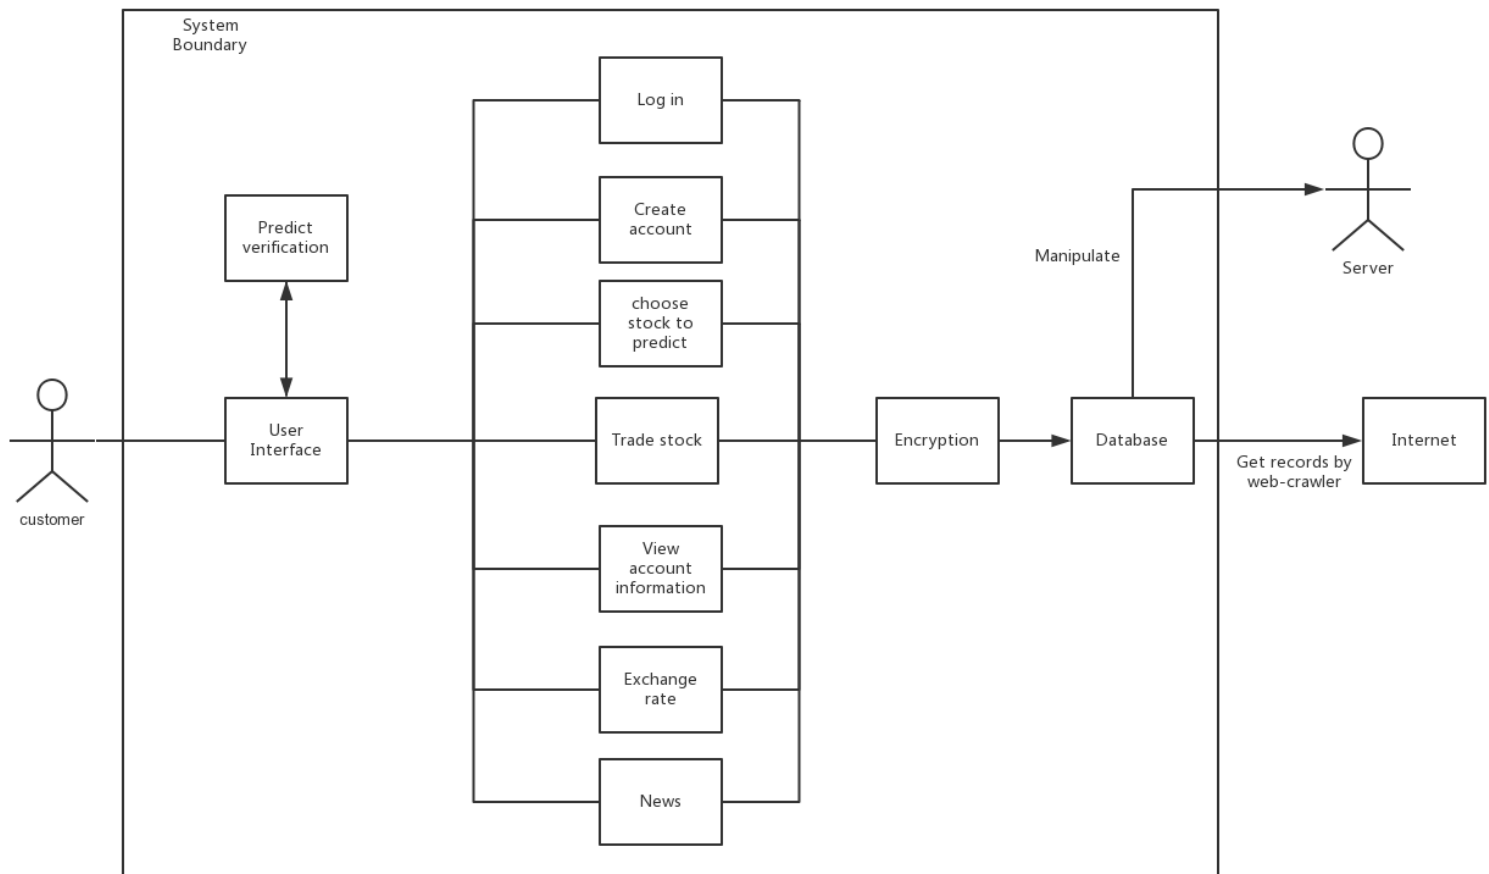 System
Boundary
Log in
Predict
verification
Create
account
choose
stock to
predict
Manipulate
Server
customer
User
Interface
Trade stock
Encryption
Database
Internet
Get records by
web-crawler
View
account
information
Exchange
rate
News